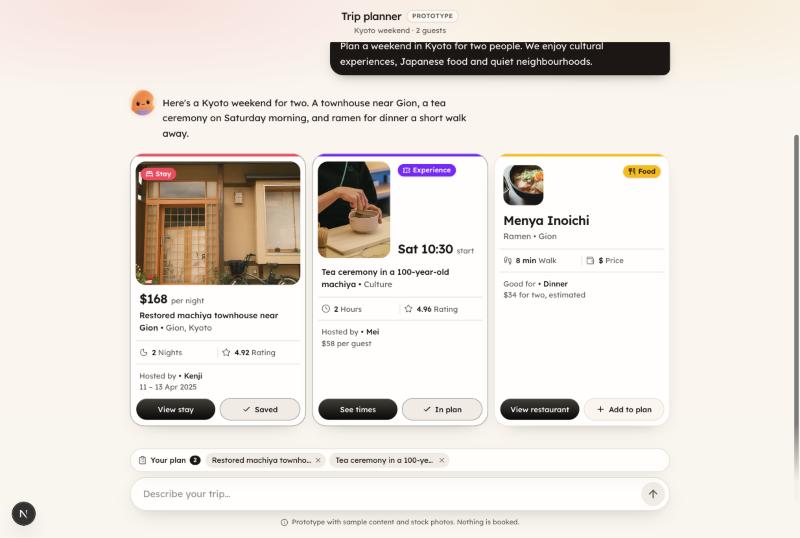 Trip planner PROTOTYPE
Kyoto weekend · 2 guests
Plan a weekend in Kyoto for two people. We enjoy cultural
experiences, Japanese food and quiet neighbourhoods.
Here's a Kyoto weekend for two. A townhouse near Gion, a tea
ceremony on Saturday morning, and ramen for dinner a short walk
away.
Stay
$168 per night
Restored machiya townhouse near
Gion • Gion, Kyoto
2 Nights
4.92 Rating
Hosted by • Kenji
11 – 13 Apr 2025
View stay
Saved
Experience
Sat 10:30 start
Tea ceremony in a 100-year-old
machiya • Culture
2 Hours
4.96 Rating
Hosted by • Mei
$58 per guest
See times
In plan
Food
Menya Inoichi
Ramen • Gion
8 min Walk
$ Price
Good for • Dinner
$34 for two, estimated
View restaurant
Add to plan
Your plan 2 Restored machiya townho... Tea ceremony in a 100-ye...
Describe your trip...
N
Prototype with sample content and stock photos. Nothing is booked.